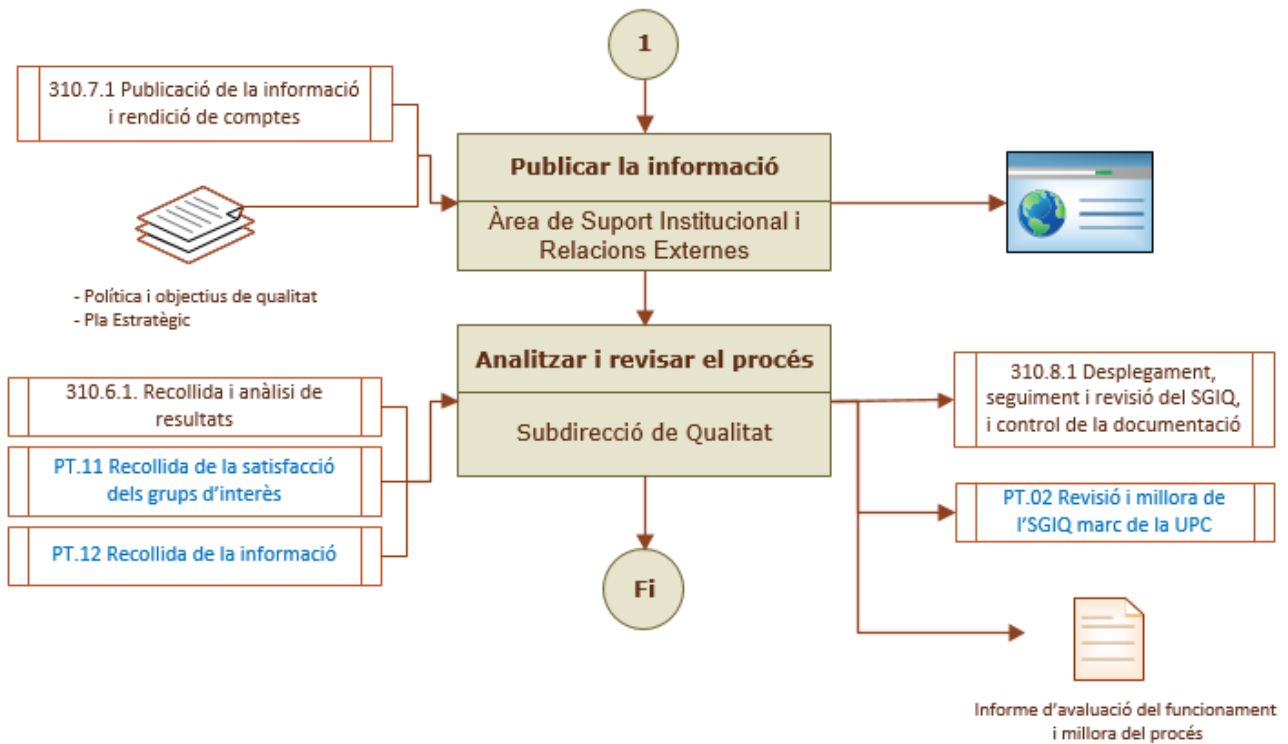 1
310.7.1 Publicació de la informació
i rendició de comptes
Publicar la informació
Àrea de Suport Institucional i
Relacions Externes
- Política i objectius de qualitat
- Pla Estratègic
Analitzar i revisar el procés
Subdirecció de Qualitat
310.6.1. Recollida i anàlisi de
resultats
PT.11 Recollida de la satisfacció
dels grups d’interès
PT.12 Recollida de la informació
310.8.1 Desplegament,
seguiment i revisió del SGIQ,
i control de la documentació
PT.02 Revisió i millora de
l’SGIQ marc de la UPC
Fi
Informe d’avaluació del funcionament
i millora del procés